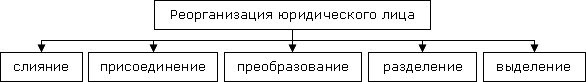 Реорганизация юридического лица
слияние
присоединение
преобразование
разделение
выделение